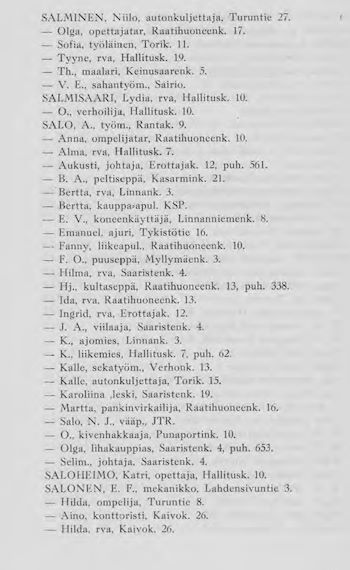 SALMINEN, Niilo, autonkuljettaja, Turuntie 27.
— Olga, opettajatar, Raatihuoneenk. 17.
— Sofia, työläinen, Torik. 11.
— Tyyne, rva, Hallitusk. 19.
— Th., maalari, Keinusaarenk. 5.
— V. E., sahantyöm., Sairio.
SALMISAARI, Lydia, rva, Hallitusk. 10.
— O., verhoilija, Hallitusk. 10.
SALO, A., työm., Rantak. 9.
— Anna, ompelijatar, Raatihuoneenk. 10.
— Alma, rva, Hallitusk. 7.
— Aukusti, johtaja, Erottajak. 12, puh. 561.
— B. A., peltiseppä, Kasarmink. 21.
— Bertta, rva, Linnank. 3.
— Bertta, kauppa-apul. KSP.
— E. V., koneenkäyttäjä, Linnanniemenk. 8.
— Emanuel, ajuri, Tykistötie 16.
— Fanny, liikeapul., Raatihuoneenk. 10.
— F. O., puuseppä, Myllymäenk. 3.
— Hilma, rva, Saaristenk. 4.
— Hj., kultaseppä, Raatihuoneenk. 13, puh. 338.
— Ida, rva, Raatihuoneenk. 13.
— Ingrid, rva, Erottajak. 12.
— J. A., viilaaja, Saaristenk. 4.
— K., ajomies, Linnank. 3.
— K., liikemies, Hallitusk. 7, puh. 62.
— Kalle, sekatyöm., Verhonk. 13.
— Kalle, autonkuljettaja, Torik. 15.
— Karoliina ,leski, Saaristenk. 19.
— Martta, pankinvirkailija, Raatihuoneenk. 16.
— Salo, N. J., vääp., JTR.
— O., kivenhakkaaja, Punaportink. 10.
— Olga, lihakauppias, Saaristenk. 4, puh. 653.
— Selim., johtaja, Saaristenk. 4.
SALOHEIMO, Katri, opettaja, Hallitusk. 10.
SALONEN, E. F., mekanikko, Lahdensivuntie 3.
— Hilda, ompelija, Turuntie 8.
— Aino, konttoristi, Kaivok. 26.
— Hilda, rva, Kaivok. 26.